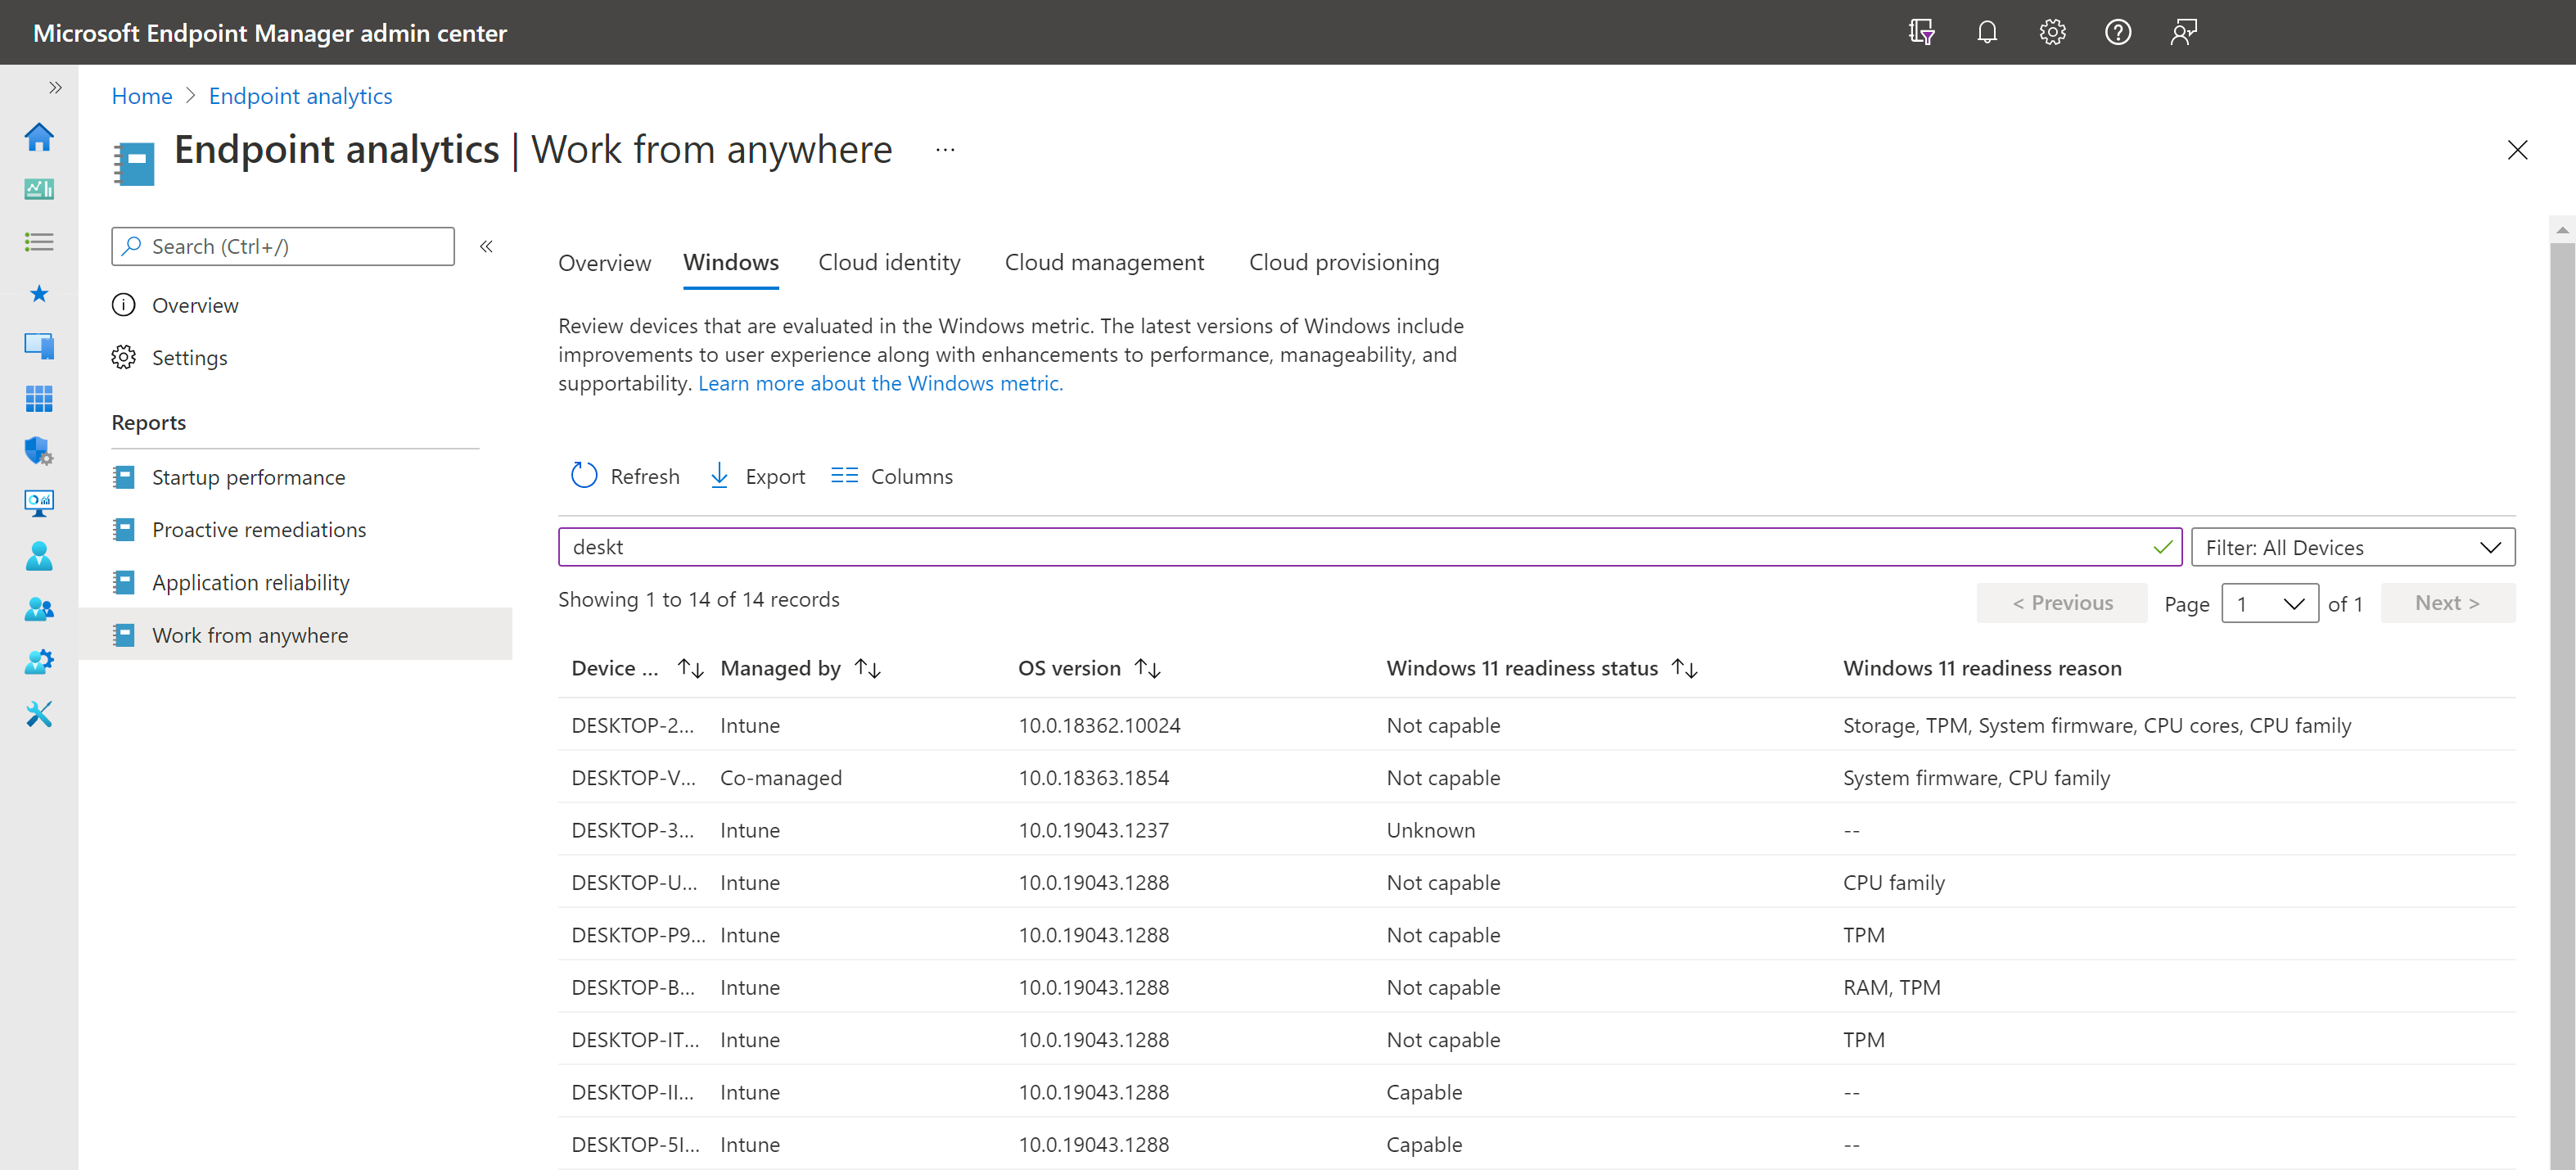 Microsoft Endpoint Manager admin center
Home > Endpoint analytics
Endpoint analytics | Work from anywhere ...
Search (Ctrl+/)
Overview
Settings
Reports
Startup performance
Proactive remediations
Application reliability
Work from anywhere
Overview Windows Cloud identity Cloud management Cloud provisioning
Review devices that are evaluated in the Windows metric. The latest versions of Windows include
improvements to user experience along with enhancements to performance, manageability, and
supportability. Learn more about the Windows metric.
Refresh Export Columns
deskt Filter: All Devices
Showing 1 to 14 of 14 records < Previous Page 1 of 1 Next >
Device ... Managed by OS version Windows 11 readiness status Windows 11 readiness reason
DESKTOP-2... Intune 10.0.18362.10024 Not capable Storage, TPM, System firmware, CPU cores, CPU family
DESKTOP-V... Co-managed 10.0.18363.1854 Not capable System firmware, CPU family
DESKTOP-3... Intune 10.0.19043.1237 Unknown --
DESKTOP-U... Intune 10.0.19043.1288 Not capable CPU family
DESKTOP-P9... Intune 10.0.19043.1288 Not capable TPM
DESKTOP-B... Intune 10.0.19043.1288 Not capable RAM, TPM
DESKTOP-IT... Intune 10.0.19043.1288 Not capable TPM
DESKTOP-II... Intune 10.0.19043.1288 Capable --
DESKTOP-5I... Intune 10.0.19043.1288 Capable --